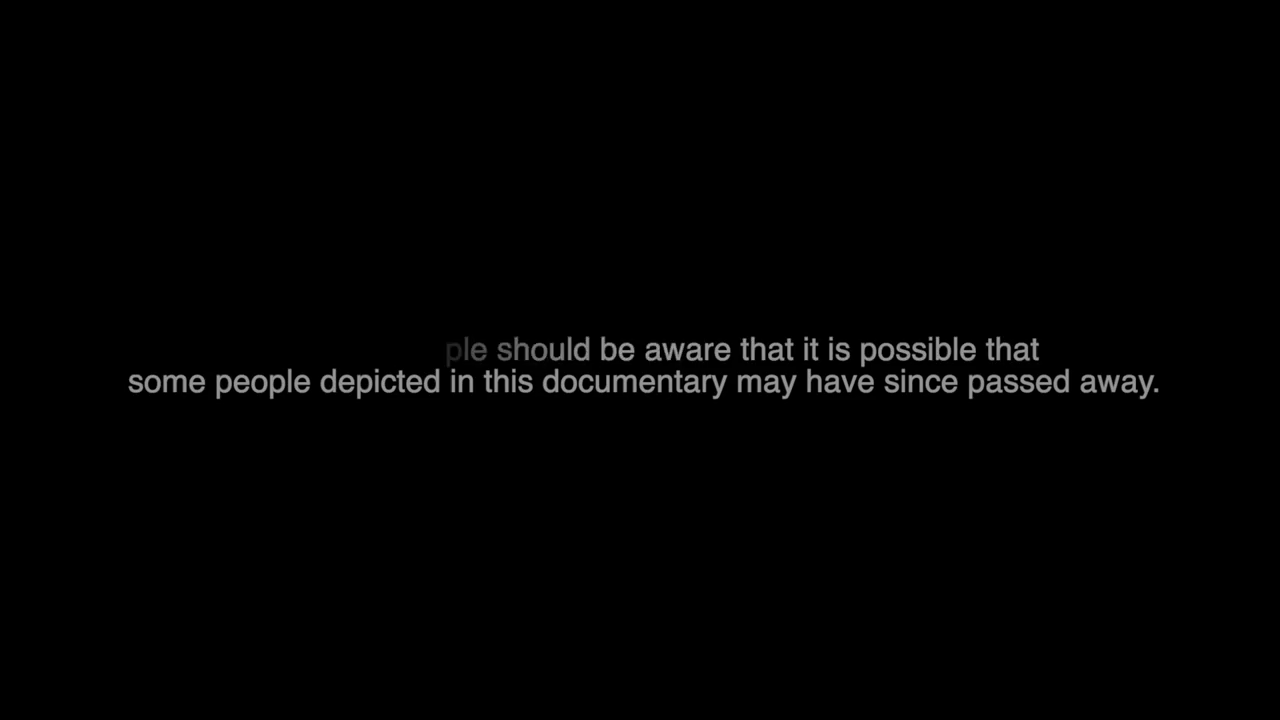 ple should be aware that it is possible that
some people depicted in this documentary may have since passed away.